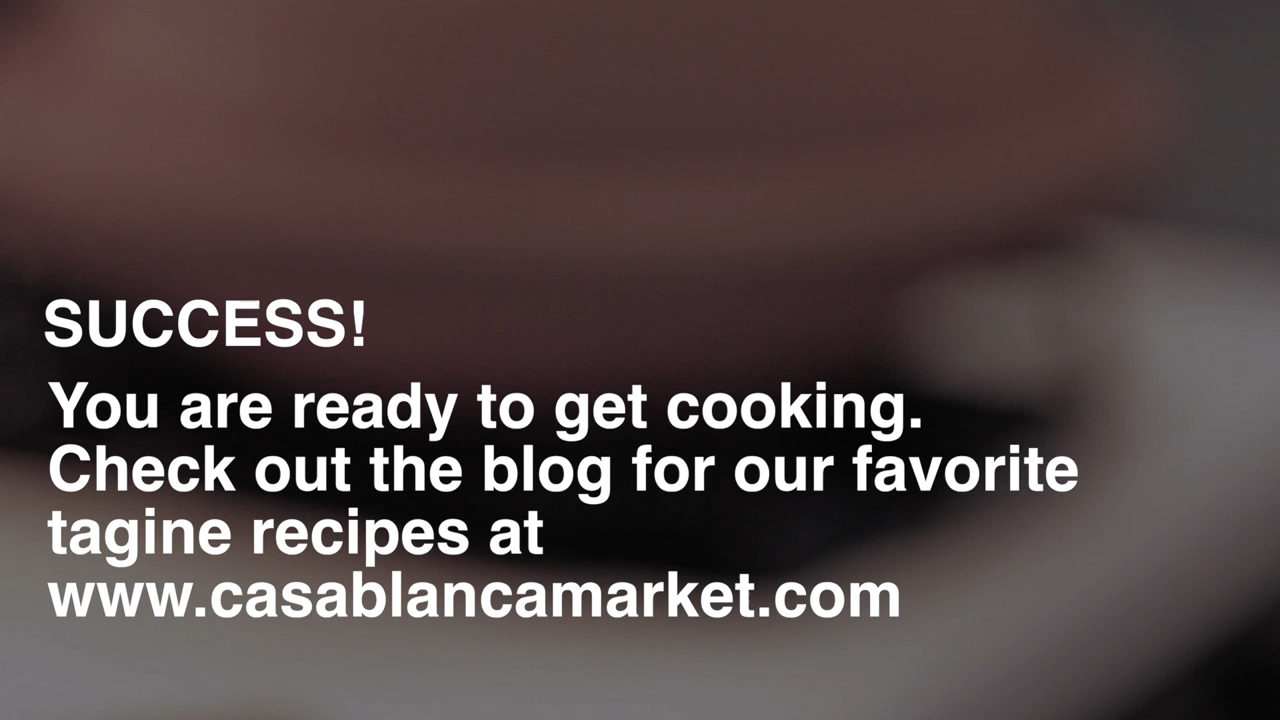 SUCCESS!
You are ready to get cooking.
Check out the blog for our favorite
tagine recipes at
www.casablancamarket.com